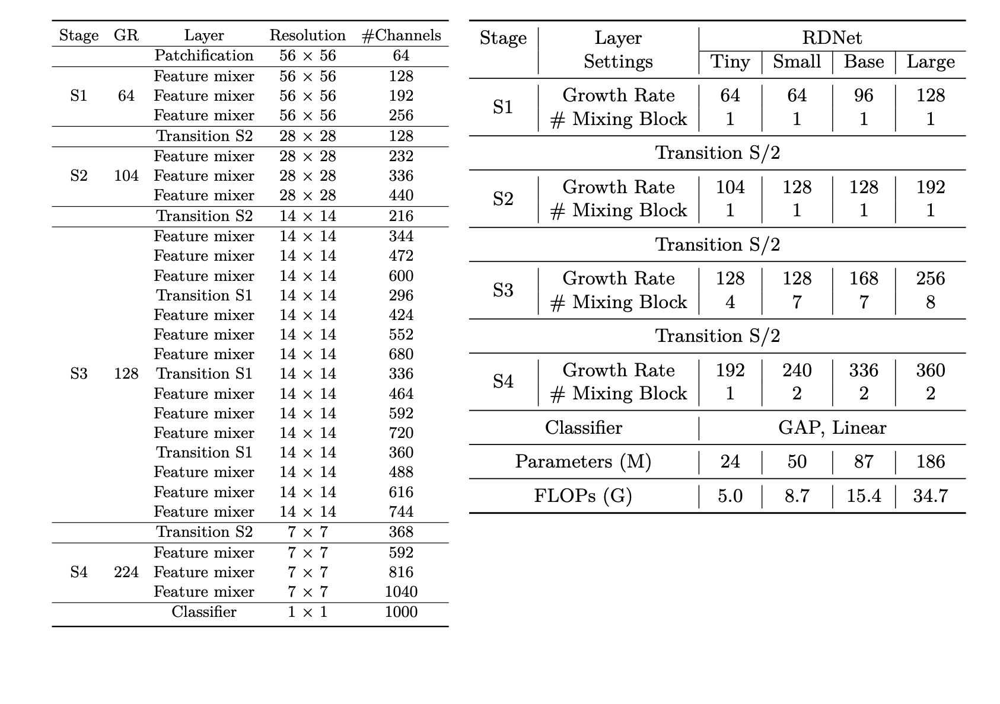 Stage GR Layer Resolution #Channels
Patchification 56 × 56 64
Feature mixer 56 × 56 128
S1 64 Feature mixer 56 × 56 192
Feature mixer 56 × 56 256
Transition S2 28 × 28 128
Feature mixer 28 × 28 232
S2 104 Feature mixer 28 × 28 336
Feature mixer 28 × 28 440
Transition S2 14 × 14 216
Feature mixer 14 × 14 344
Feature mixer 14 × 14 472
Feature mixer 14 × 14 600
Transition S1 14 × 14 296
Feature mixer 14 × 14 424
Feature mixer 14 × 14 552
Feature mixer 14 × 14 680
S3 128 Transition S1 14 × 14 336
Feature mixer 14 × 14 464
Feature mixer 14 × 14 592
Feature mixer 14 × 14 720
Transition S1 14 × 14 360
Feature mixer 14 × 14 488
Feature mixer 14 × 14 616
Feature mixer 14 × 14 744
Transition S2 7 × 7 368
Feature mixer 7 × 7 592
S4 224 Feature mixer 7 × 7 816
Feature mixer 7 × 7 1040
Classifier 1 × 1 1000
Stage Layer RDNet
Settings Tiny Small Base Large
S1
Growth Rate 64 64 96 128
# Mixing Block 1 1 1 1
Transition S/2
S2
Growth Rate 104 128 128 192
# Mixing Block 1 1 1 1
Transition S/2
S3
Growth Rate 128 128 168 256
# Mixing Block 4 7 7 8
Transition S/2
S4
Growth Rate 192 240 336 360
# Mixing Block 1 2 2 2
Classifier GAP, Linear
Parameters (M) 24 50 87 186
FLOPs (G) 5.0 8.7 15.4 34.7